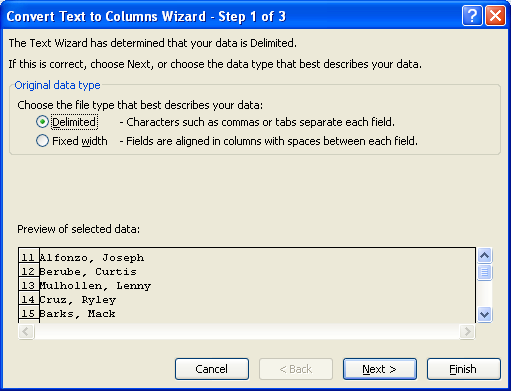 Convert Text to Columns Wizard - Step 1 of 3
The Text Wizard has determined that your data is Delimited.
If this is correct, choose Next, or choose the data type that best describes your data.
Original data type
Choose the file type that best describes your data:
Delimited - Characters such as commas or tabs separate each field.
Fixed width - Fields are aligned in columns with spaces between each field.
Preview of selected data:
11 Alfonzo, Joseph
12 Berube, Curtis
13 Mulhollen, Lenny
14 Cruz, Ryley
15 Barks, Mack
Cancel < Back Next > Finish